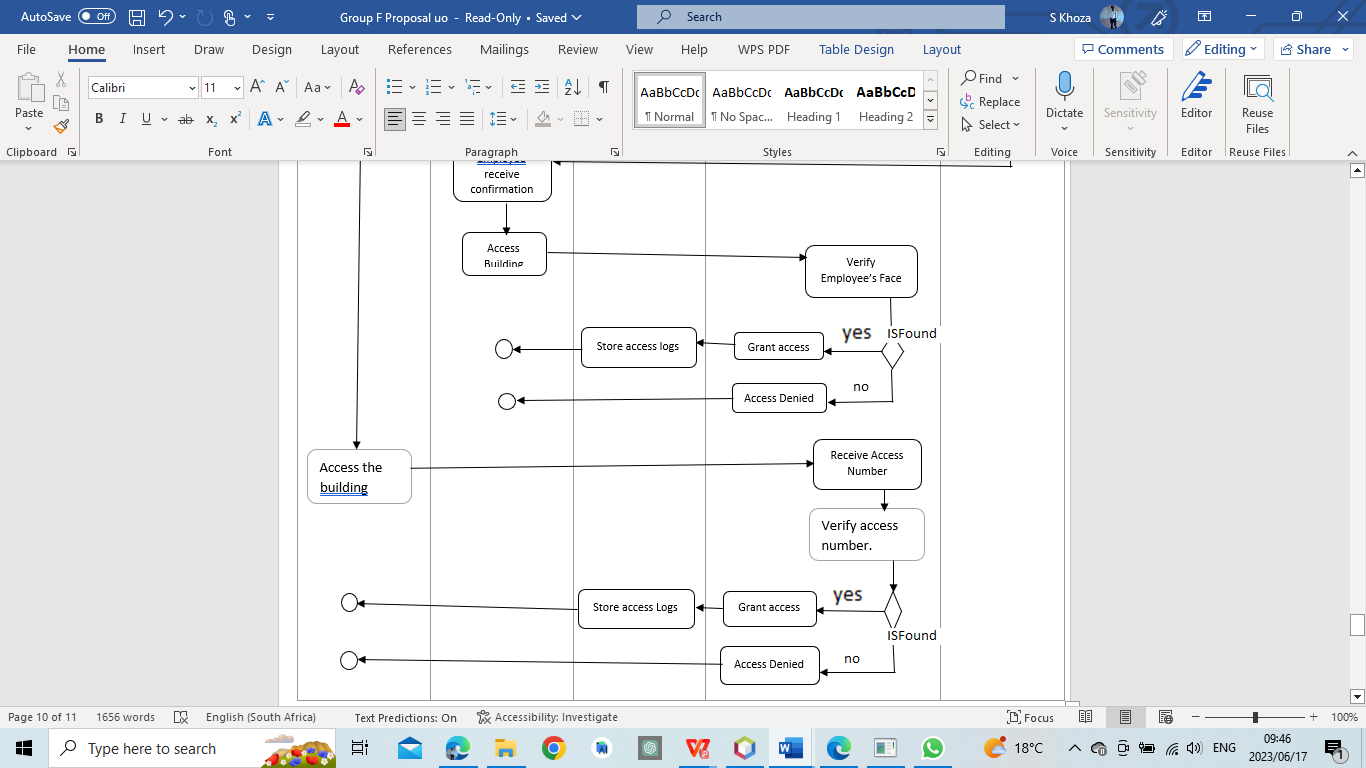 AutoSave Off Group F Proposal uo - Read-Only • Saved Search S Khoza
File Home Insert Draw Design Layout References Mailings Review View Help WPS PDF Table Design Layout Comments Editing Share
Paste
Calibri 11
Aa
B I U ab x₂ x² A A
AaBbCcDc AaBbCcDc AaBbCcDc AaBbCcD
¶ Normal ¶ No Spac... Heading 1 Heading 2
Find
Replace
Select
Dictate
Sensitivity
Editor
Reuse
Files
Clipboard Font Paragraph Styles Editing Voice Sensitivity Editor Reuse Files
receive
confirmation
Access
Building
Verify
Employee's Face
ISFound
yes
Grant access
Store access logs
no
Access Denied
Access the
building
Receive Access
Number
Verify access
number.
yes
Grant access
Store access Logs
ISFound
no
Access Denied
Page 10 of 11 1656 words English (South Africa) Text Predictions: On Accessibility: Investigate Focus 100%
Type here to search 18°C ENG 09:46
2023/06/17 1